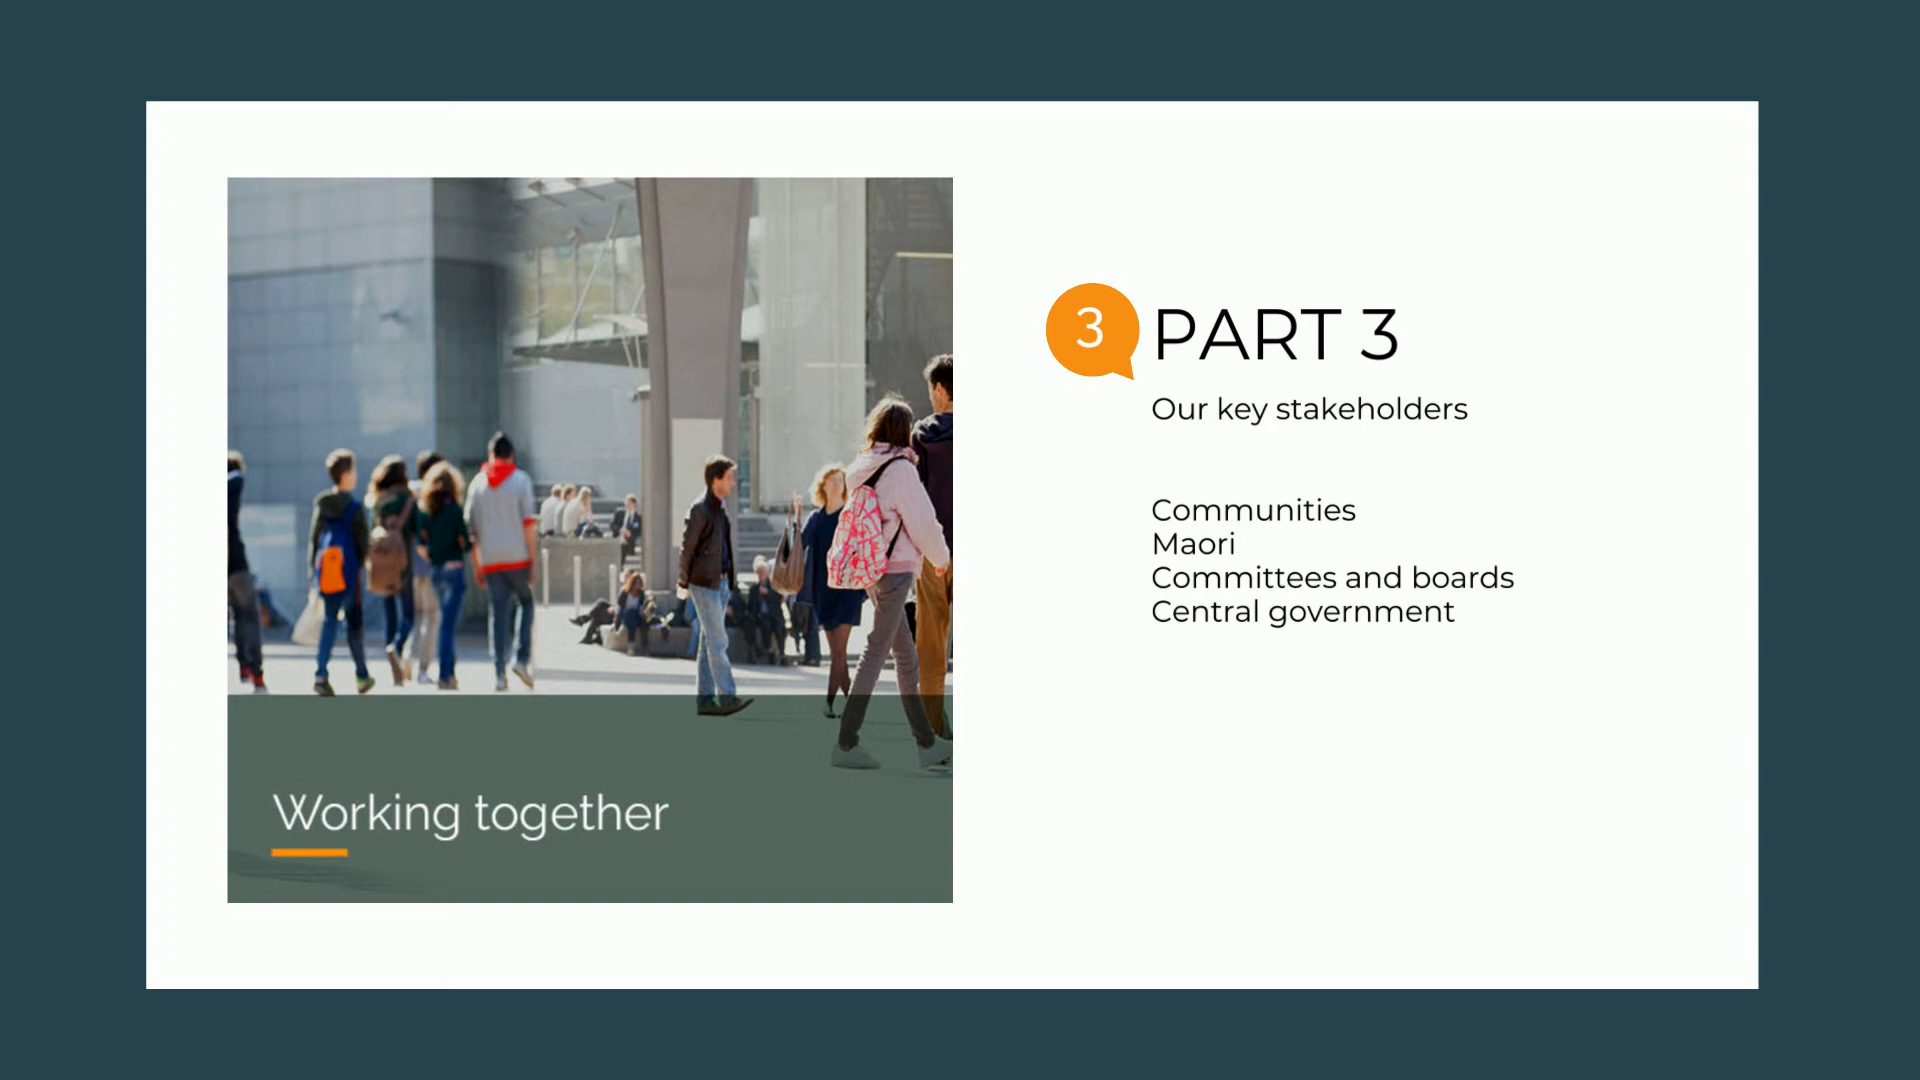 Working together
3
PART 3
Our key stakeholders
Communities
Maori
Committees and boards
Central government